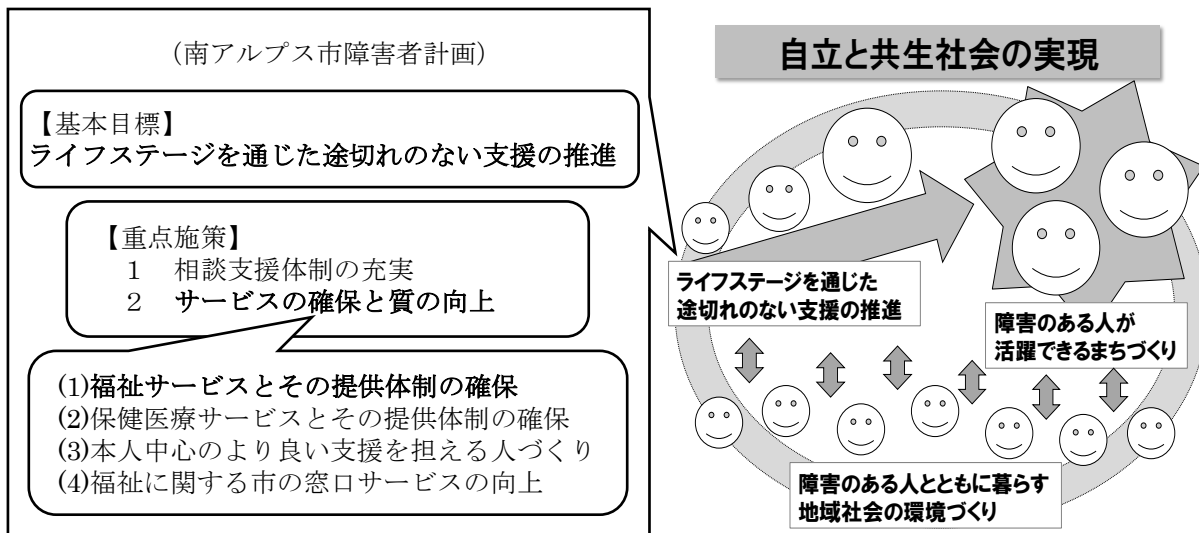 (南アルプス市障害者計画)
【基本目標】
ライフステージを通じた途切れのない支援の推進
【重点施策】
1 相談支援体制の充実
2 サービスの確保と質の向上
(1)福祉サービスとその提供体制の確保
(2)保健医療サービスとその提供体制の確保
(3)本人中心のより良い支援を担える人づくり
(4)福祉に関する市の窓口サービスの向上
自立と共生社会の実現
ライフステージを通じた
途切れのない支援の推進
障害のある人が
活躍できるまちづくり
障害のある人とともに暮らす
地域社会の環境づくり